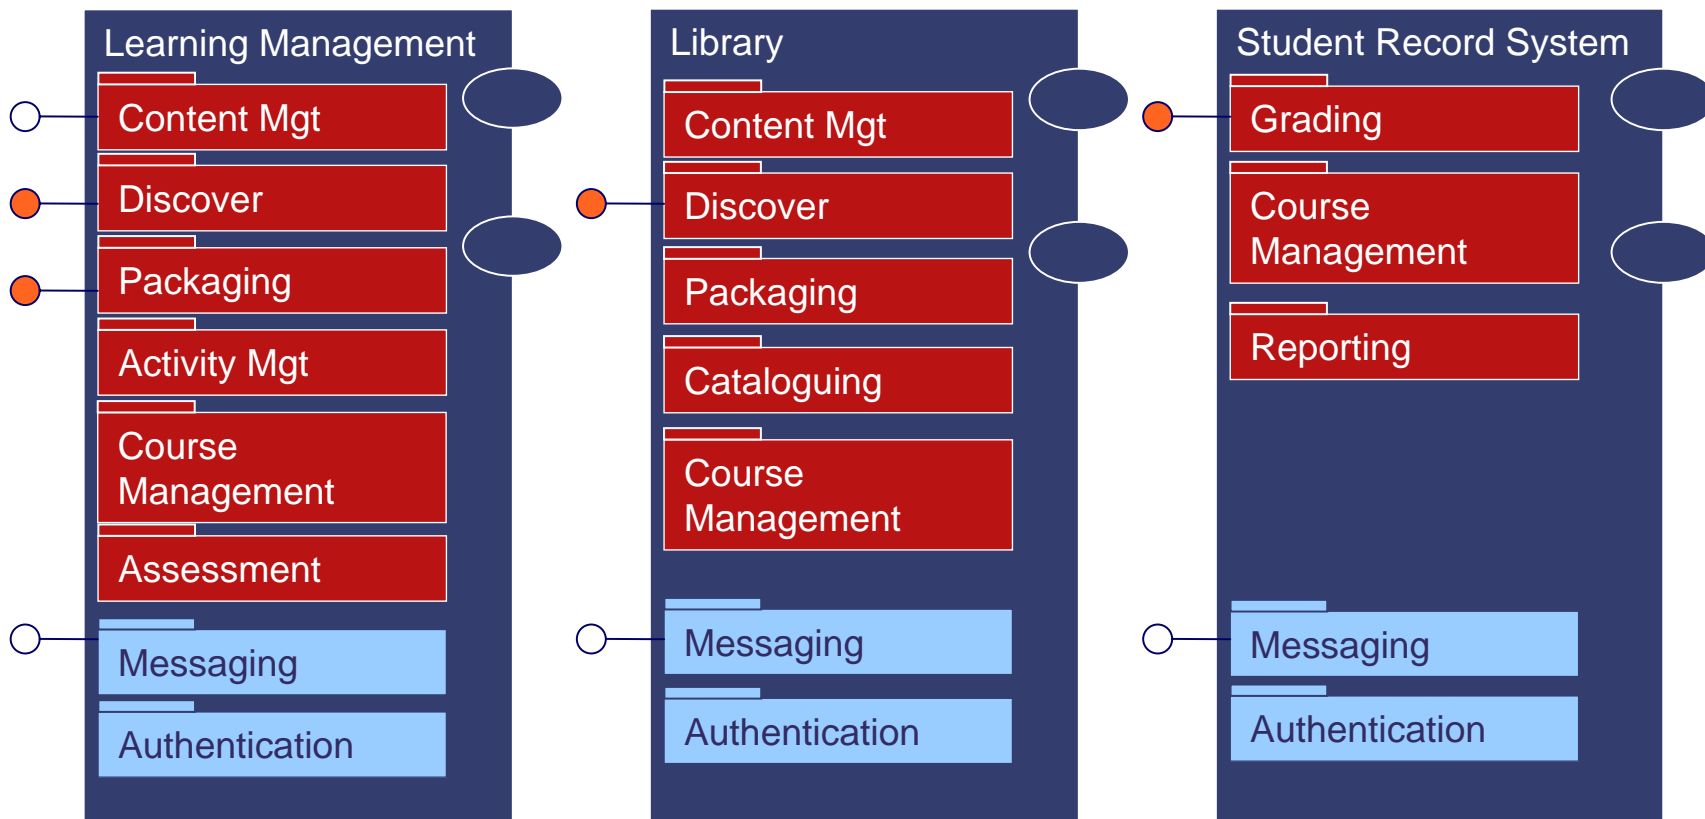 Learning Management
Content Mgt
Discover
Packaging
Activity Mgt
Course
Management
Assessment
Messaging
Authentication
Library
Content Mgt
Discover
Packaging
Cataloguing
Course
Management
Messaging
Authentication
Student Record System
Grading
Course
Management
Reporting
Messaging
Authentication